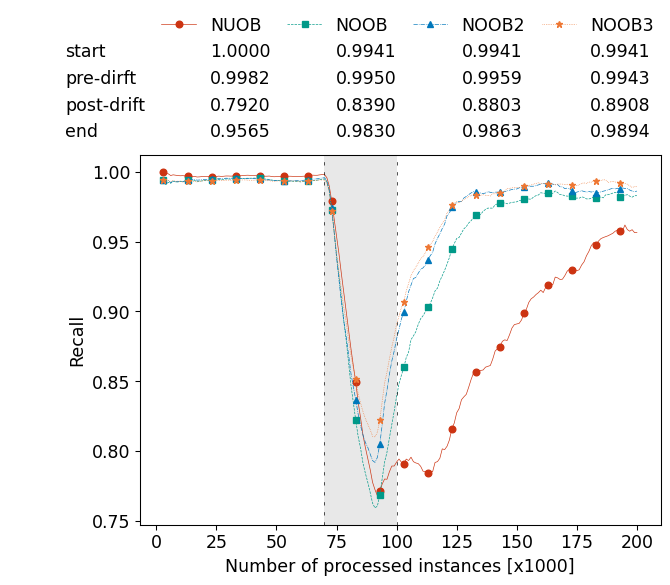 NUOB NOOB NOOB2 NOOB3
start 1.0000 0.9941 0.9941 0.9941
pre-dirft 0.9982 0.9950 0.9959 0.9943
post-drift 0.7920 0.8390 0.8803 0.8908
end 0.9565 0.9830 0.9863 0.9894
1.00
0.95
0.90
0.85
0.80
0.75
Recall
0 25 50 75 100 125 150 175 200
Number of processed instances [x1000]